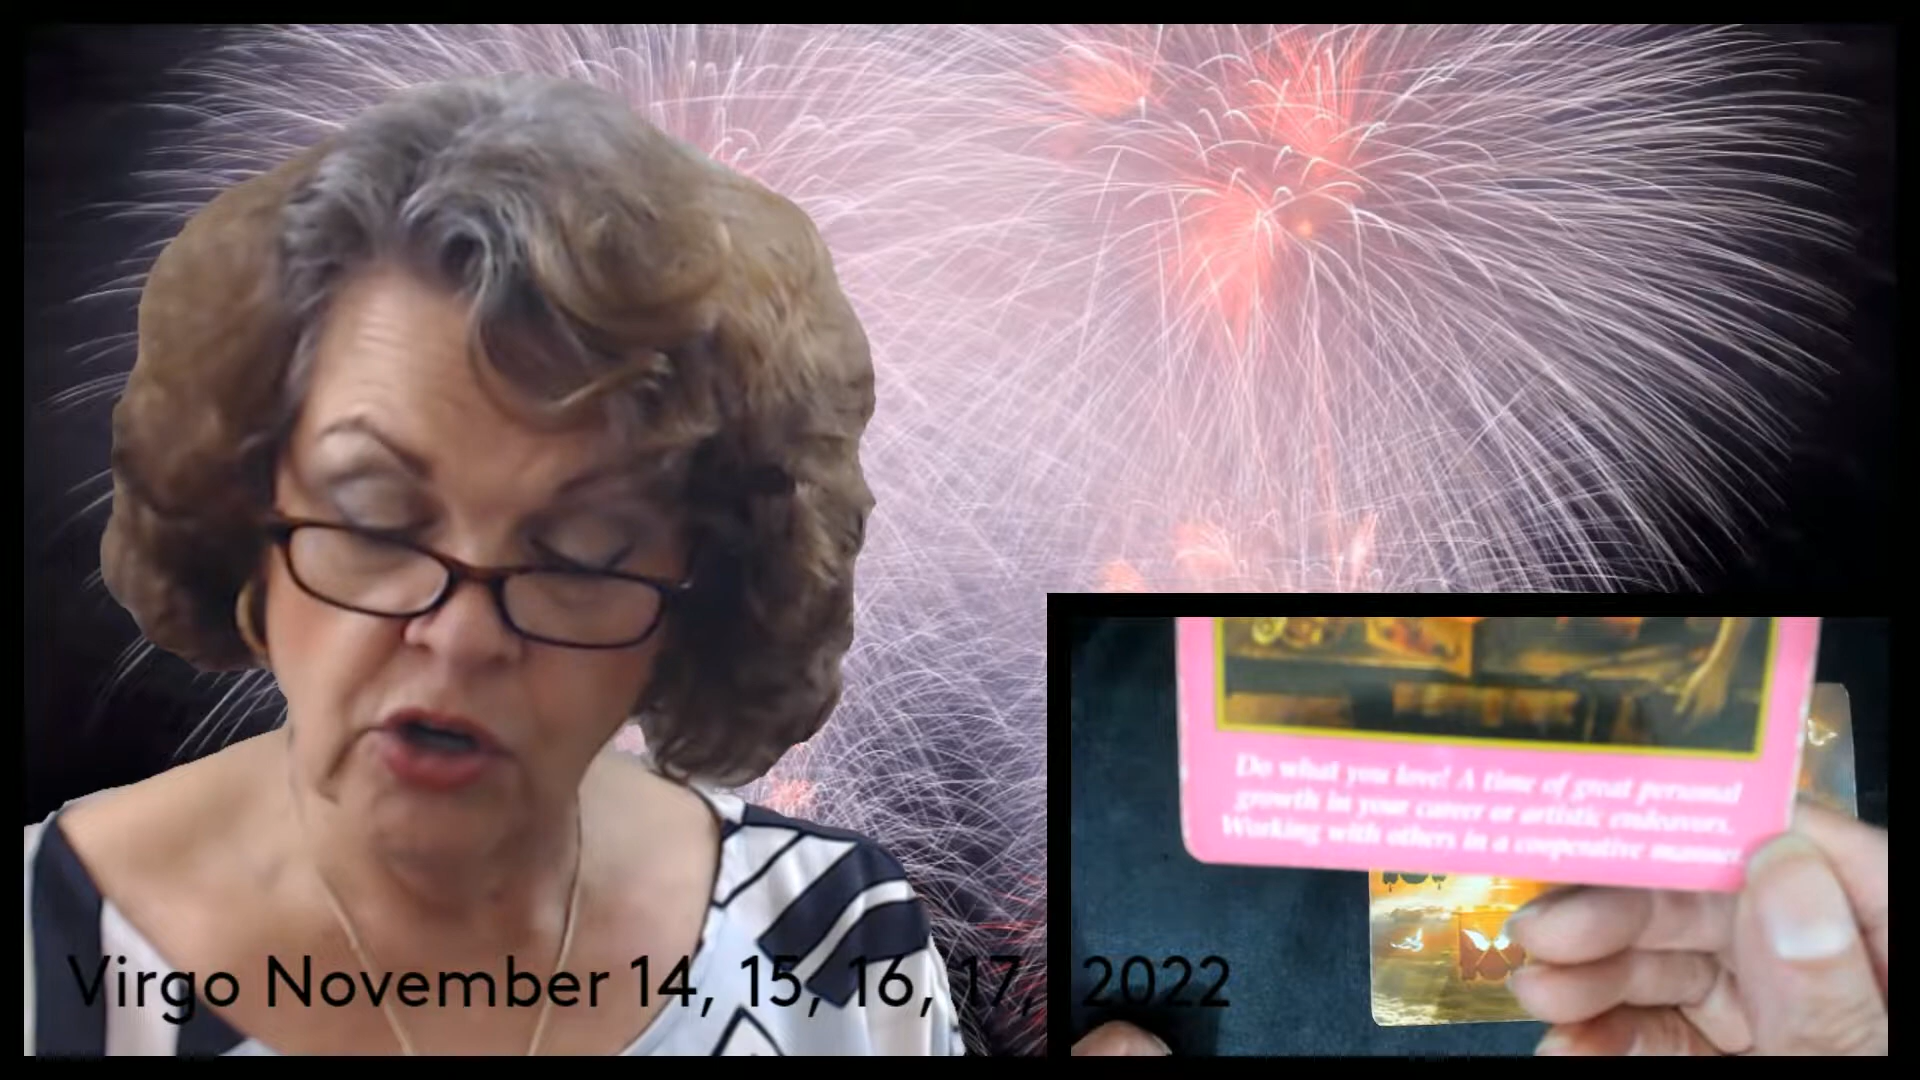 Do what you love! A time of great personal
growth in your career or artistic endeavors.
Working with others in a cooperative manner
Virgo November 14, 15, 16, 17, 2022